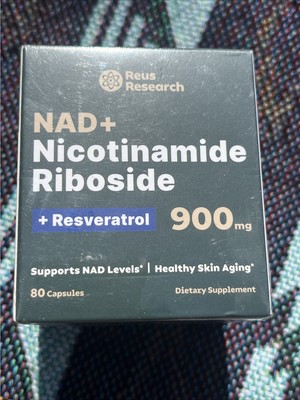 Reus
Research
NAD+
Nicotinamide
Riboside
+ Resveratrol 900mg
Supports NAD Levels* | Healthy Skin Aging*
80 Capsules Dietary Supplement